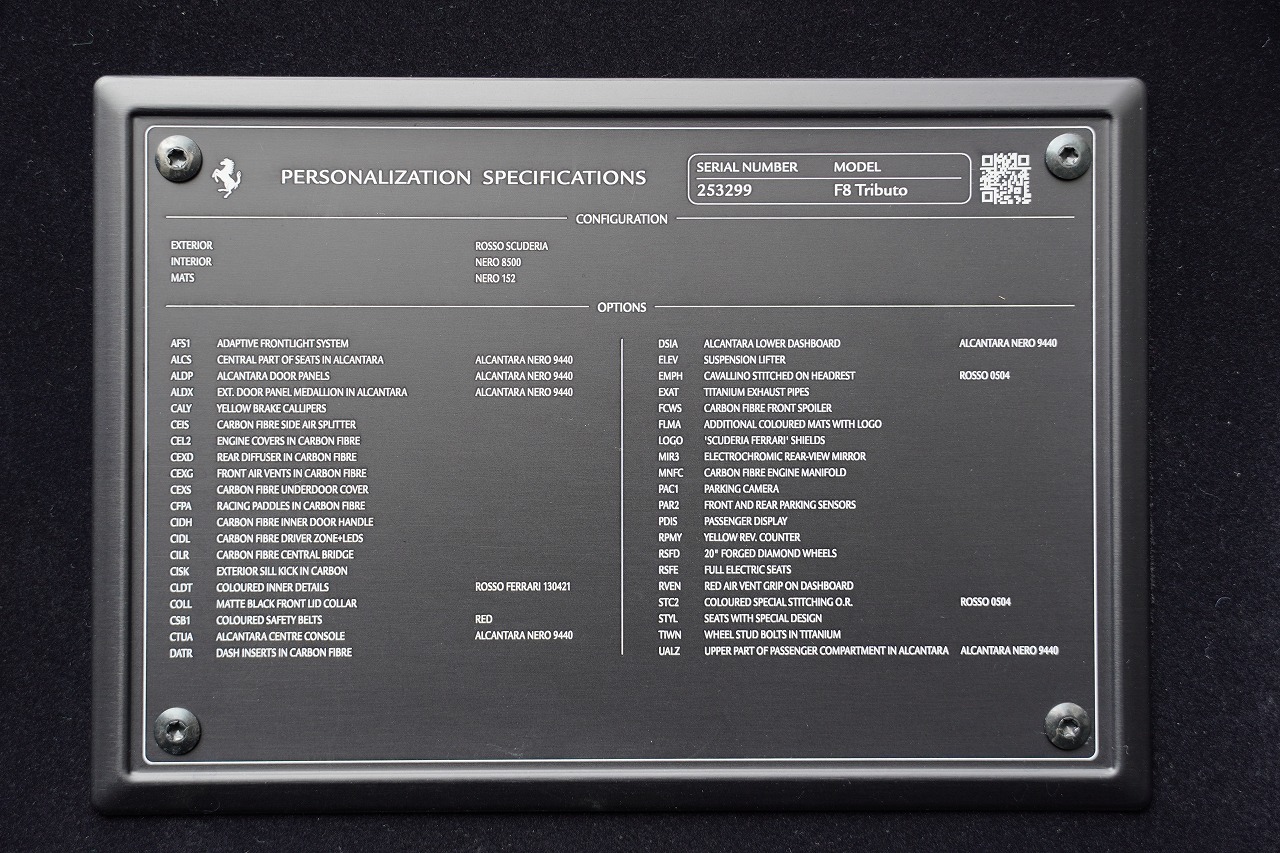 PERSONALIZATION SPECIFICATIONS
SERIAL NUMBER MODEL
253299 F8 Tributo
CONFIGURATION
EXTERIOR ROSSO SCUDERIA
INTERIOR NERO 8500
MATS NERO 152
OPTIONS
AFS1 ADAPTIVE FRONTLIGHT SYSTEM
ALCS CENTRAL PART OF SEATS IN ALCANTARA ALCANTARA NERO 9440
ALDP ALCANTARA DOOR PANELS ALCANTARA NERO 9440
ALDX EXT. DOOR PANEL MEDALLION IN ALCANTARA ALCANTARA NERO 9440
CALY YELLOW BRAKE CALLIPERS
CEIS CARBON FIBRE SIDE AIR SPLITTER
CEL2 ENGINE COVERS IN CARBON FIBRE
CEXD REAR DIFFUSER IN CARBON FIBRE
CEXG FRONT AIR VENTS IN CARBON FIBRE
CEXS CARBON FIBRE UNDERDOOR COVER
CFPA RACING PADDLES IN CARBON FIBRE
CIDH CARBON FIBRE INNER DOOR HANDLE
CIDL CARBON FIBRE DRIVER ZONE+LEDS
CILR CARBON FIBRE CENTRAL BRIDGE
CISK EXTERIOR SILL KICK IN CARBON
CLDT COLOURED INNER DETAILS ROSSO FERRARI 130421
COLL MATTE BLACK FRONT LID COLLAR
CSB1 COLOURED SAFETY BELTS RED
CTUA ALCANTARA CENTRE CONSOLE ALCANTARA NERO 9440
DATR DASH INSERTS IN CARBON FIBRE
DSIA ALCANTARA LOWER DASHBOARD ALCANTARA NERO 9440
ELEV SUSPENSION LIFTER
EMPH CAVALLINO STITCHED ON HEADREST ROSSO 0504
EXAT TITANIUM EXHAUST PIPES
FCWS CARBON FIBRE FRONT SPOILER
FLMA ADDITIONAL COLOURED MATS WITH LOGO
LOGO 'SCUDERIA FERRARI' SHIELDS
MIR3 ELECTROCHROMIC REAR-VIEW MIRROR
MNFC CARBON FIBRE ENGINE MANIFOLD
PAC1 PARKING CAMERA
PAR2 FRONT AND REAR PARKING SENSORS
PDIS PASSENGER DISPLAY
RPMY YELLOW REV. COUNTER
RSFD 20" FORGED DIAMOND WHEELS
RSFE FULL ELECTRIC SEATS
RVEN RED AIR VENT GRIP ON DASHBOARD
STC2 COLOURED SPECIAL STITCHING O.R. ROSSO 0504
STYL SEATS WITH SPECIAL DESIGN
TIWN WHEEL STUD BOLTS IN TITANIUM
UALZ UPPER PART OF PASSENGER COMPARTMENT IN ALCANTARA ALCANTARA NERO 9440